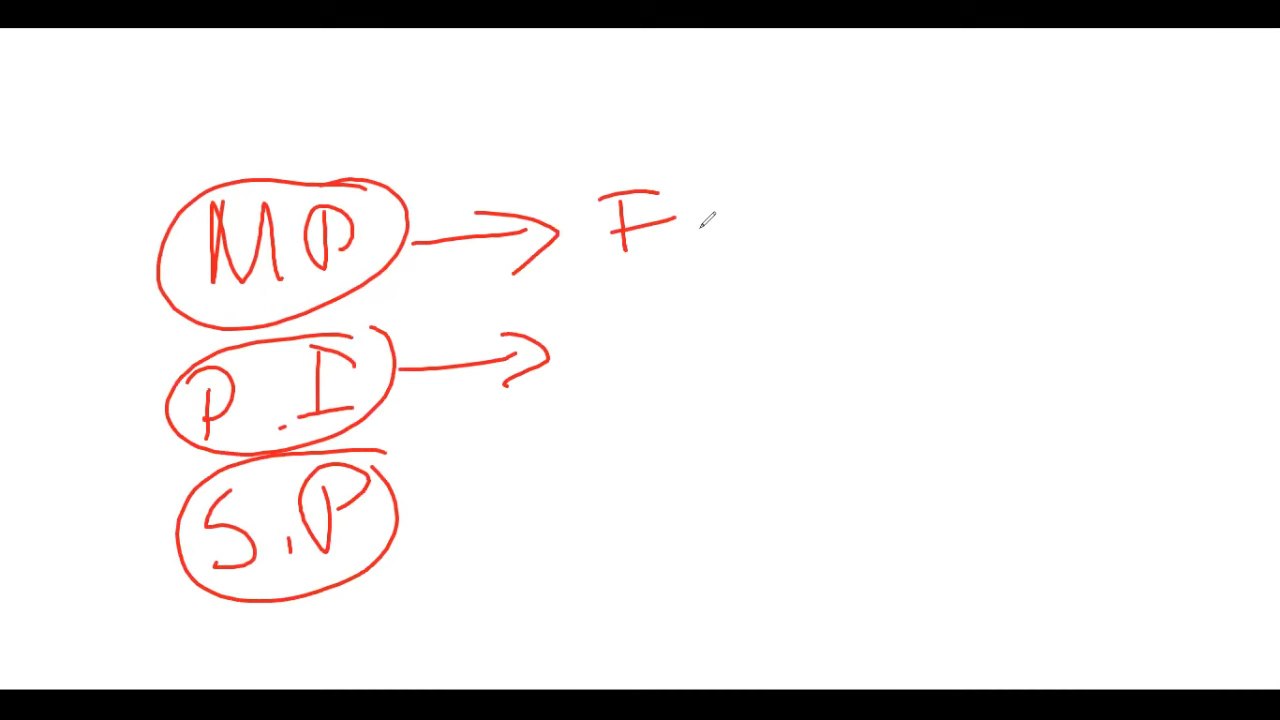 MP → F
P.I →
S.P